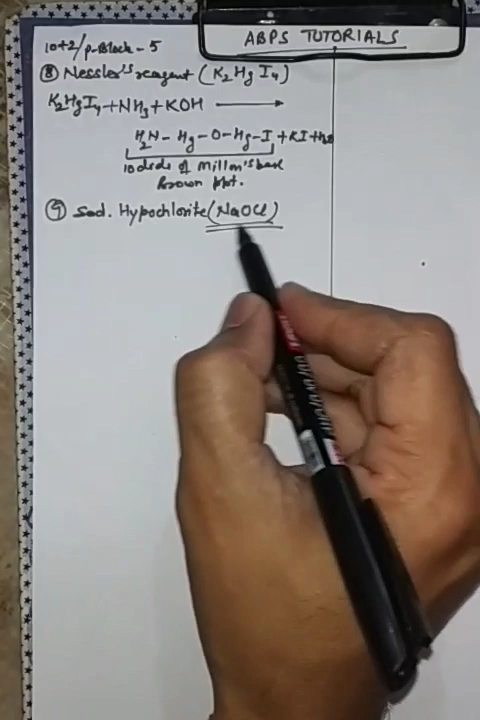 10+2/p-Block-5
ABPS TUTORIALS
⑧ Nessler's reagent (K₂HgI₄)
K₂HgI₄+NH₃+KOH →
H₂N-Hg-O-Hg-I+KI+H₂O
iodide of Millon's base
Brown ppt.
⑨ Sod. Hypochlorite (NaOCl)